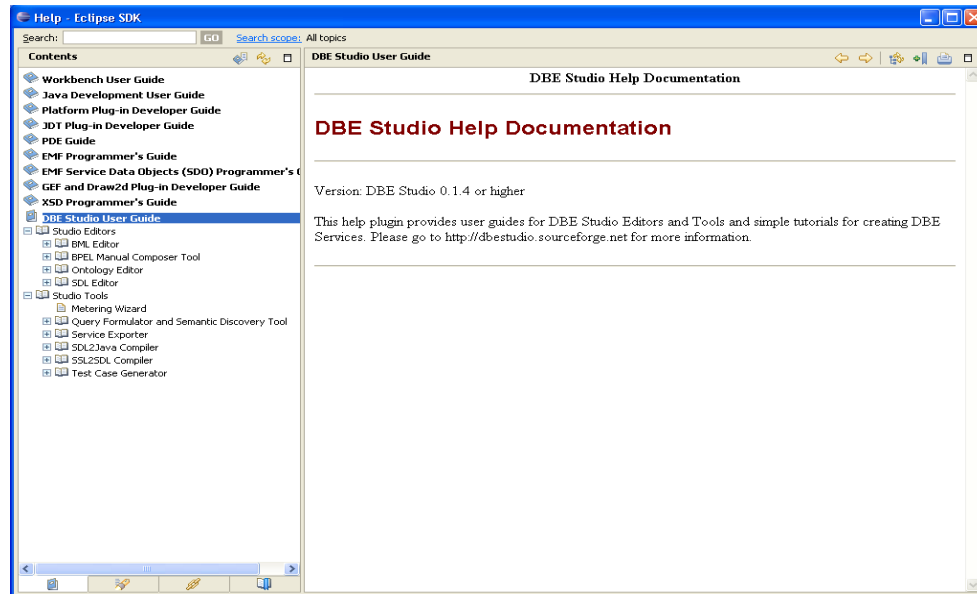 Help - Eclipse SDK
Search: GO Search scope: All topics
Contents
Workbench User Guide
Java Development User Guide
Platform Plug-in Developer Guide
JDT Plug-in Developer Guide
PDE Guide
EMF Programmer's Guide
EMF Service Data Objects (SDO) Programmer's
GEF and Draw2d Plug-in Developer Guide
XSD Programmer's Guide
DBE Studio User Guide
Studio Editors
BML Editor
BPEL Manual Composer Tool
Ontology Editor
SDL Editor
Studio Tools
Metering Wizard
Query Formulator and Semantic Discovery Tool
Service Exporter
SDL2Java Compiler
SSL2SDL Compiler
Test Case Generator
DBE Studio User Guide
DBE Studio Help Documentation
DBE Studio Help Documentation
Version: DBE Studio 0.1.4 or higher
This help plugin provides user guides for DBE Studio Editors and Tools and simple tutorials for creating DBE
Services. Please go to http://dbestudio.sourceforge.net for more information.